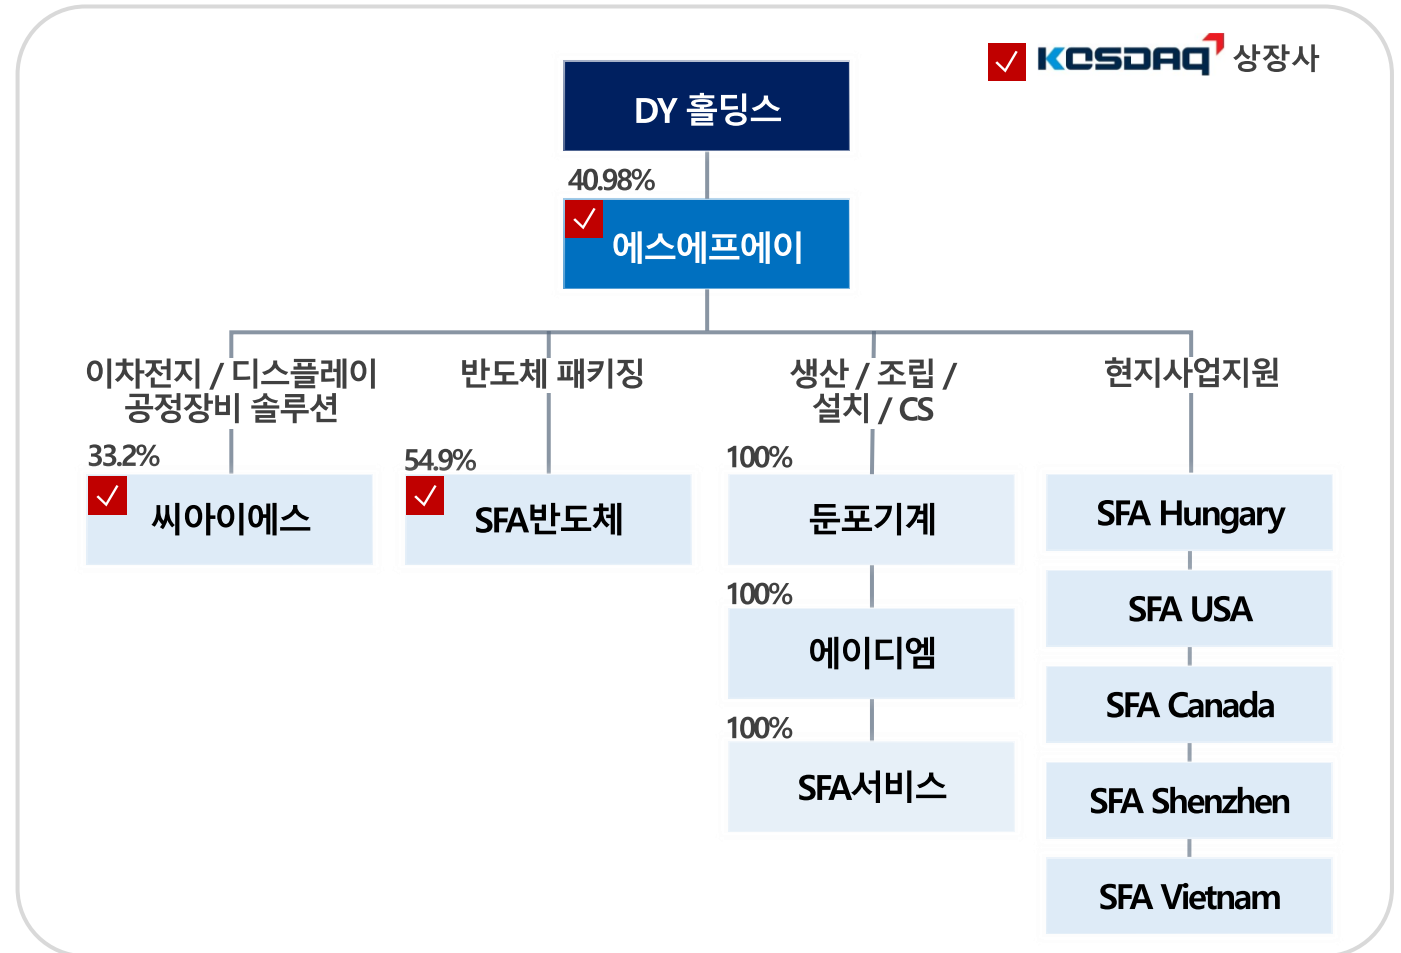 KOSDAQ 상장사
DY 홀딩스
40.98%
에스에프에이
이차전지 / 디스플레이
공정장비 솔루션
33.2%
씨아이에스
반도체 패키징
54.9%
SFA반도체
생산 / 조립 /
설치 / CS
100%
둔포기계
100%
에이디엠
100%
SFA서비스
현지사업지원
SFA Hungary
SFA USA
SFA Canada
SFA Shenzhen
SFA Vietnam